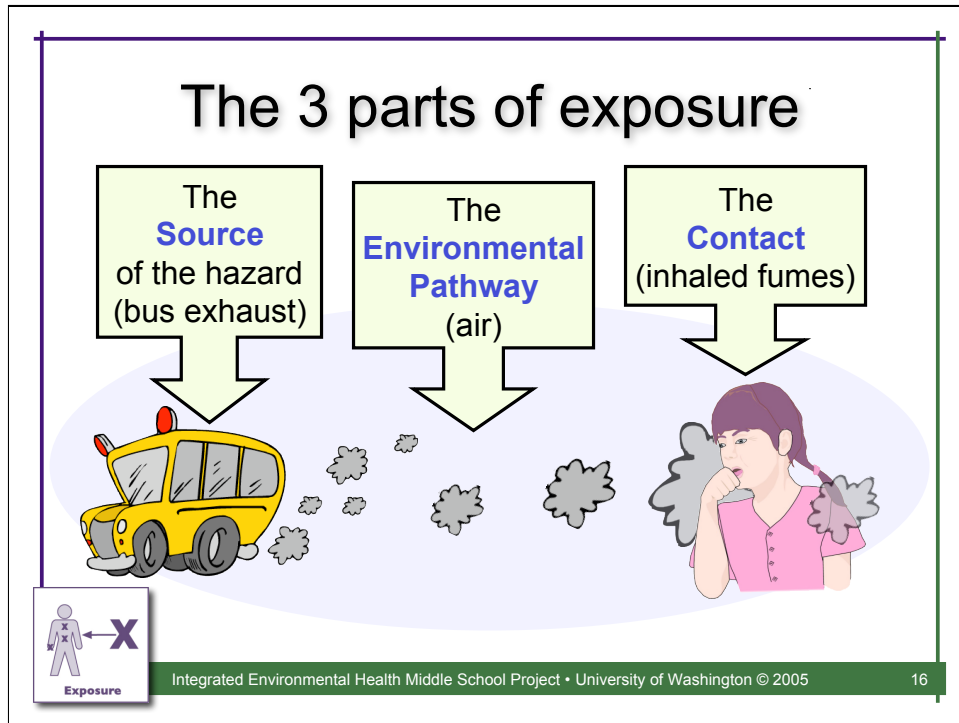 The 3 parts of exposure
The
Source
of the hazard
(bus exhaust)
The
Environmental
Pathway
(air)
The
Contact
(inhaled fumes)
X
X
X
X
X
Exposure
Integrated Environmental Health Middle School Project • University of Washington © 2005
16